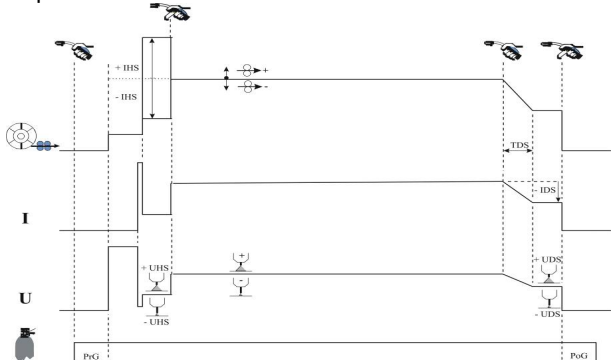 + IHS
+
- IHS
-
TDS
- IDS
I
+ UHS
+
+ UDS
-
U
- UHS
- UDS
PrG
PoG